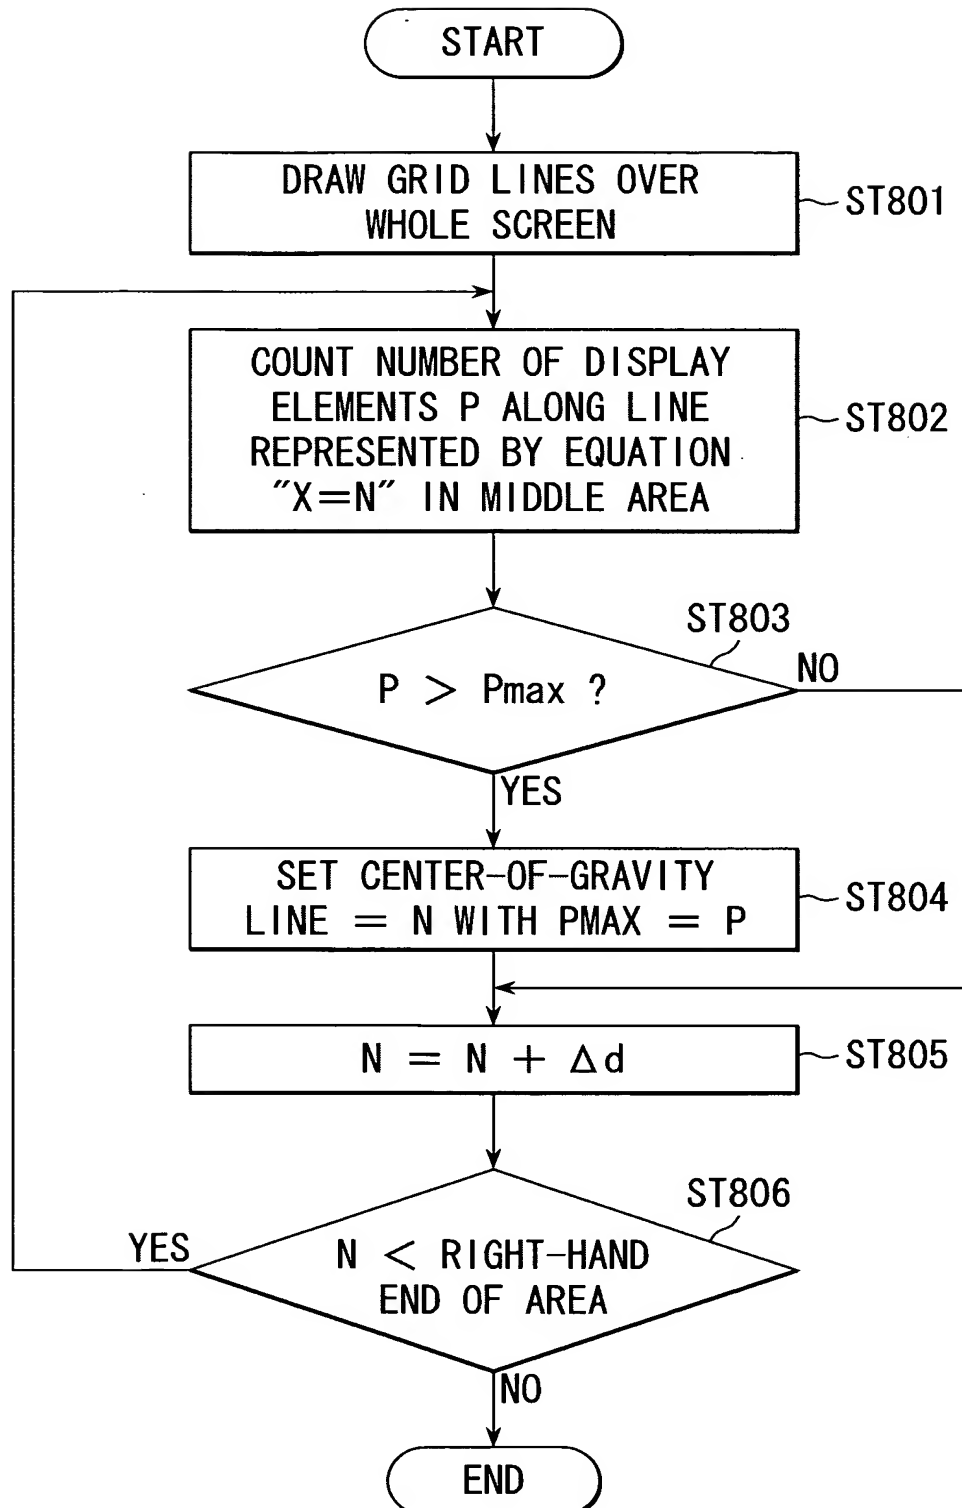 START
DRAW GRID LINES OVER
WHOLE SCREEN
ST801
COUNT NUMBER OF DISPLAY
ELEMENTS P ALONG LINE
REPRESENTED BY EQUATION
"X=N" IN MIDDLE AREA
ST802
ST803
P > Pmax ?
NO
YES
SET CENTER-OF-GRAVITY
LINE = N WITH PMAX = P
ST804
N = N + Δd
ST805
ST806
YES
N < RIGHT-HAND
END OF AREA
NO
END